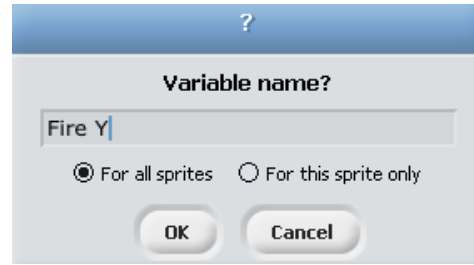 ?
Variable name?
Fire Y
For all sprites For this sprite only
OK Cancel